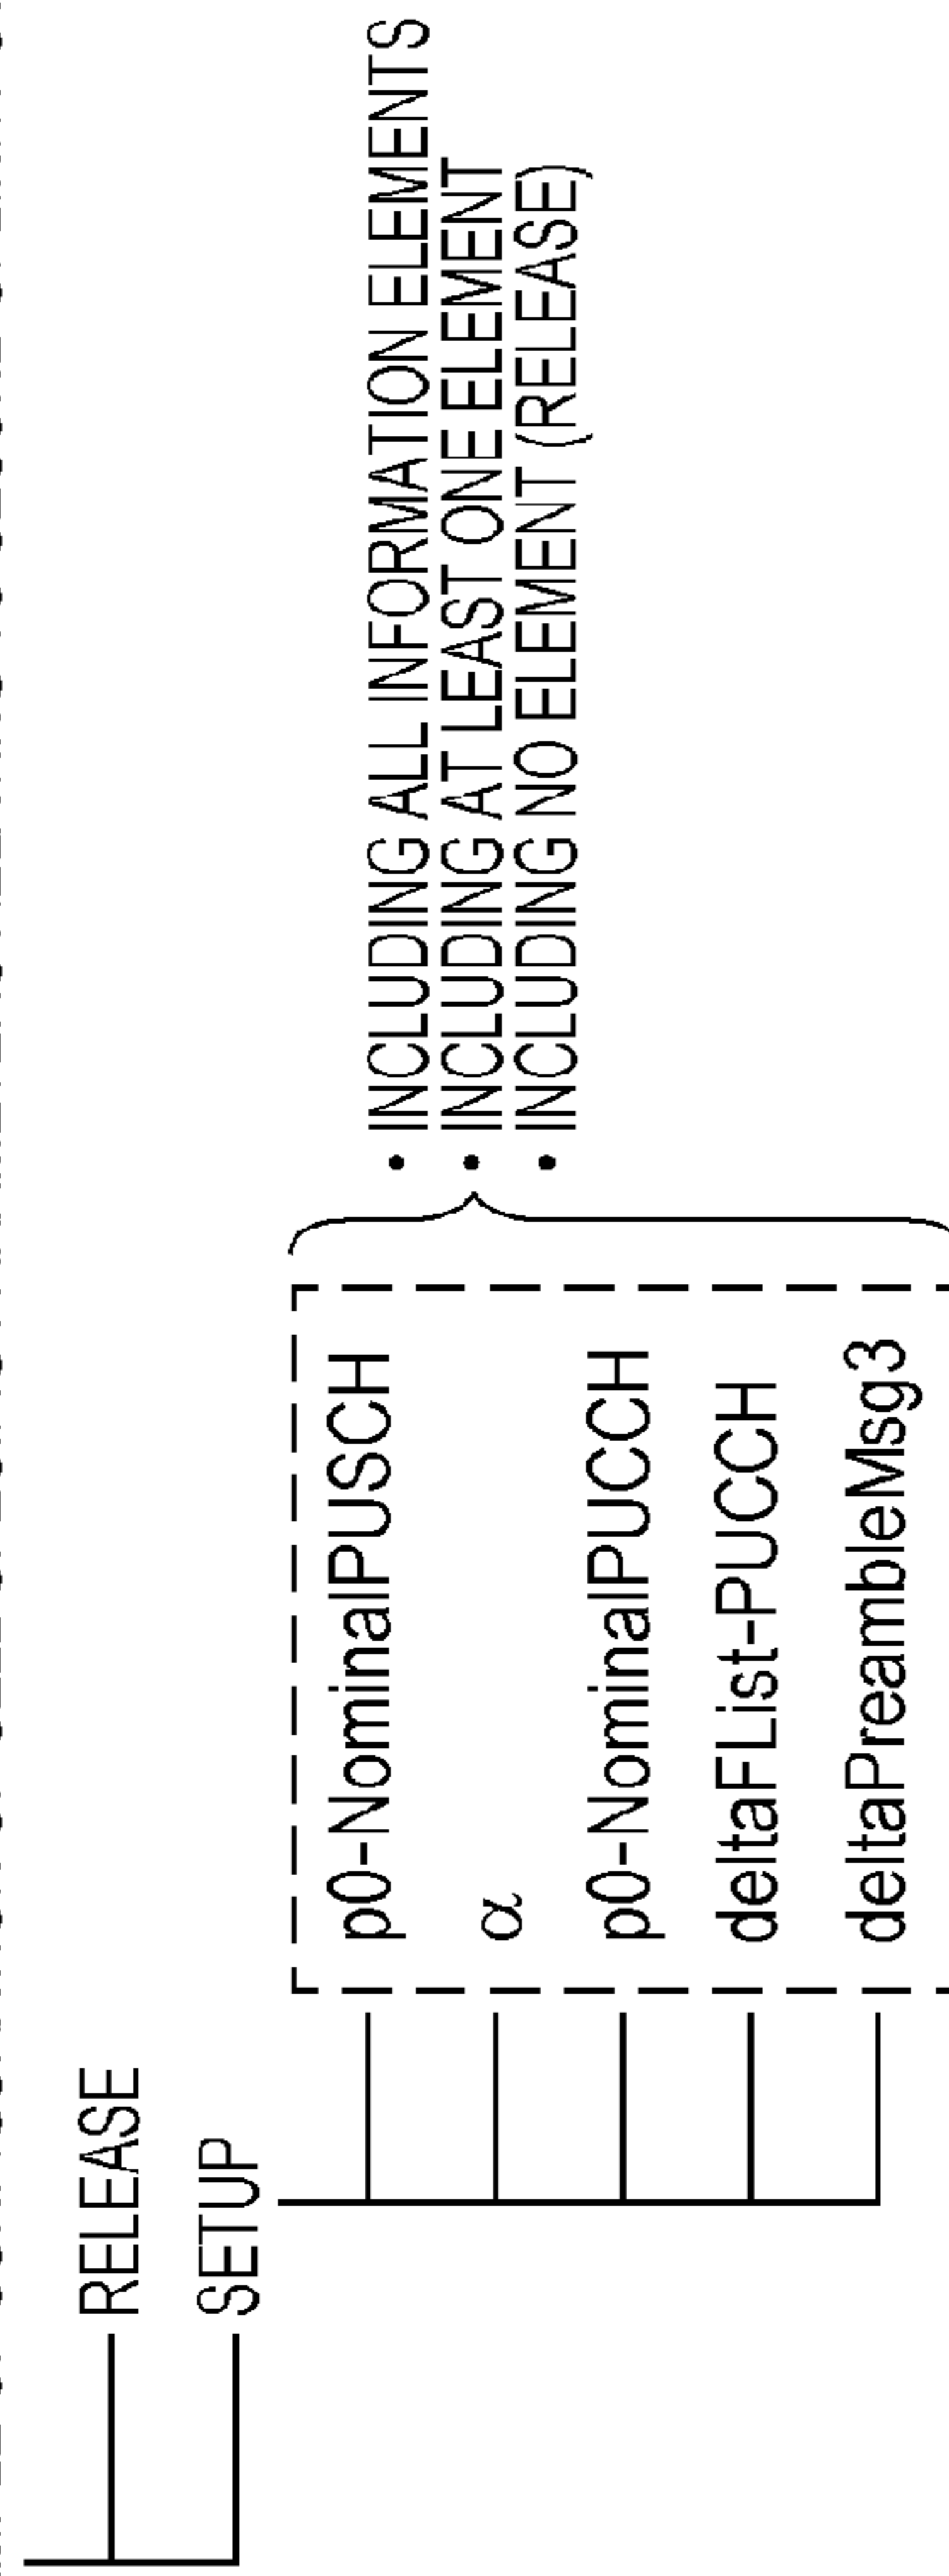 RELEASE
SETUP
p0-NominalPUSCH
α
p0-NominalPUCCH
deltaFList-PUCCH
deltaPreambleMsg3
• INCLUDING ALL INFORMATION ELEMENTS
• INCLUDING AT LEAST ONE ELEMENT
• INCLUDING NO ELEMENT (RELEASE)